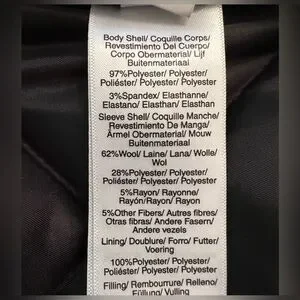 Body Shell/ Coquille Corps/
Revestimiento Del Cuerpo/
Corpo Obermaterial/ Lijf
Buitenmateriaal
97%Polyester/ Polyester/
Poliéster/ Polyester/ Polyester
3%Spandex/ Elasthanne/
Elastano/ Elasthan/ Elasthan
Sleeve Shell/ Coquille Manche/
Revestimiento De Manga/
Ärmel Obermaterial/ Mouw
Buitenmateriaal
62%Wool/ Laine/ Lana/ Wolle/
Wol
28%Polyester/ Polyester/
Poliéster/ Polyester/ Polyester
5%Rayon/ Rayonne/
Rayón/Rayon/ Rayon
5%Other Fibers/ Autres fibres/
Otras fibras/ Andere Fasern/
Andere vezels
Lining/ Doublure/ Forro/ Futter/
Voering
100%Polyester/ Polyester/
Poliéster/ Polyester/ Polyester
Filling/ Rembourrure/ Relleno/
Füllung/ Vulling